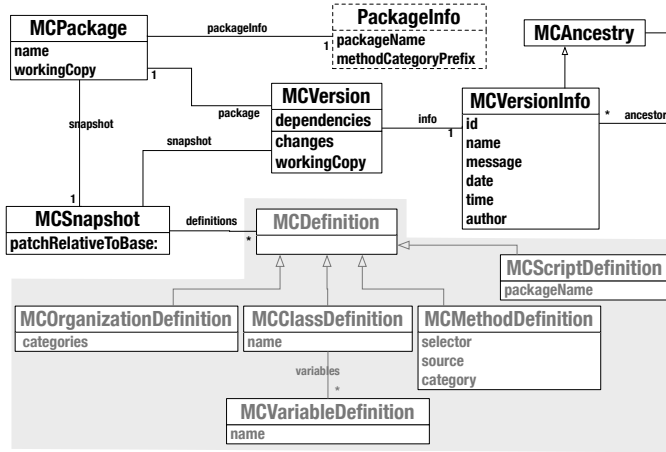 MCPackage
name
workingCopy
packageInfo
1
PackageInfo
packageName
methodCategoryPrefix
MCAncestry
1
package
MCVersion
dependencies
changes
workingCopy
info
1
MCVersionInfo
id
name
message
date
time
author
*
ancestor
snapshot
snapshot
1
MCSnapshot
patchRelativeToBase:
definitions
*
MCDefinition
MCScriptDefinition
packageName
MCOrganizationDefinition
categories
MCClassDefinition
name
MCMethodDefinition
selector
source
category
variables
*
MCVariableDefinition
name